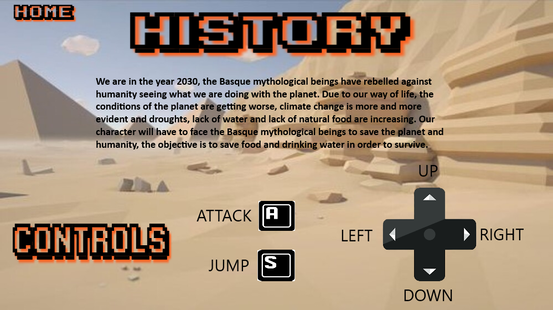 HOME
HISTORY
We are in the year 2030, the Basque mythological beings have rebelled against
humanity seeing what we are doing with the planet. Due to our way of life, the
conditions of the planet are getting worse, climate change is more and more
evident and droughts, lack of water and lack of natural food are increasing. Our
character will have to face the Basque mythological beings to save the planet and
humanity, the objective is to save food and drinking water in order to survive.
UP
ATTACK A
CONTROLS
LEFT RIGHT
JUMP S
DOWN